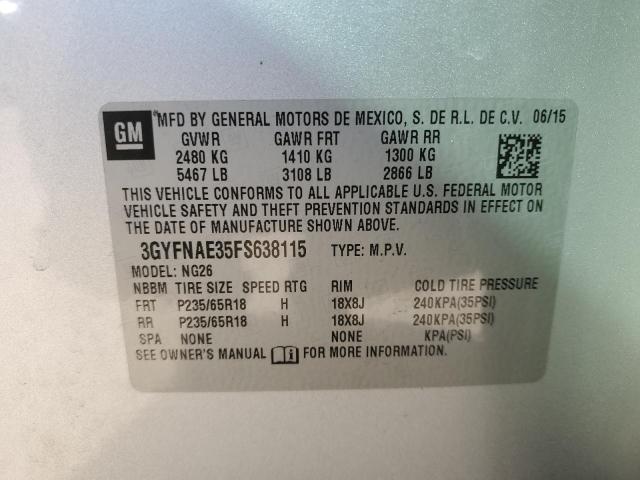 GM
MFD BY GENERAL MOTORS DE MEXICO, S. DE R.L. DE C.V. 06/15
GVWR GAWR FRT GAWR RR
2480 KG 1410 KG 1300 KG
5467 LB 3108 LB 2866 LB
THIS VEHICLE CONFORMS TO ALL APPLICABLE U.S. FEDERAL MOTOR
VEHICLE SAFETY AND THEFT PREVENTION STANDARDS IN EFFECT ON
THE DATE OF MANUFACTURE SHOWN ABOVE.
3GYFNAE35FS638115 TYPE: M.P.V.
MODEL: NG26
NBBM TIRE SIZE SPEED RTG RIM COLD TIRE PRESSURE
FRT P235/65R18 H 18X8J 240KPA(35PSI)
RR P235/65R18 H 18X8J 240KPA(35PSI)
SPA NONE NONE KPA(PSI)
SEE OWNER'S MANUAL FOR MORE INFORMATION.